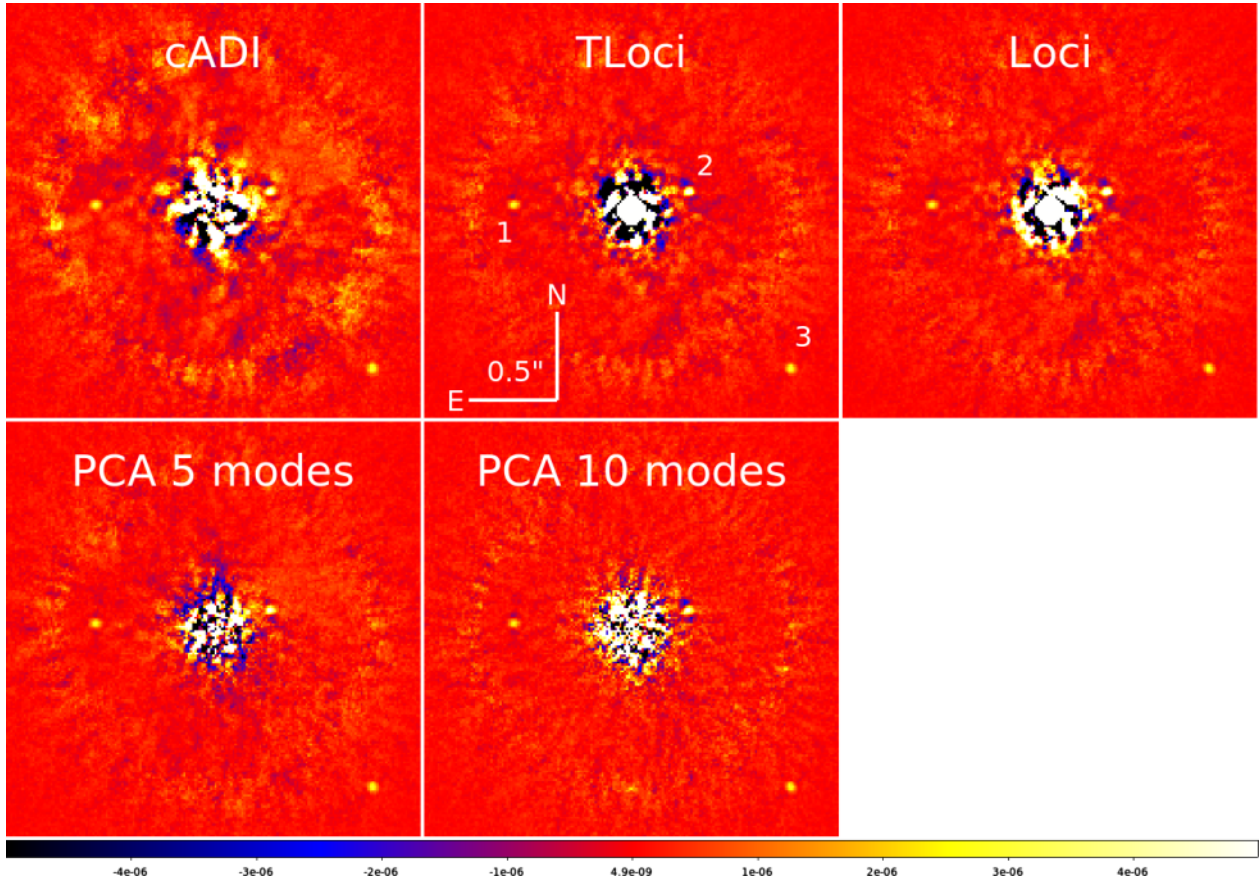 cADI
TLoci
Loci
2
1
N
3
0.5"
E
PCA 5 modes
PCA 10 modes
-4e-06 -3e-06 -2e-06 -1e-06 4.9e-09 1e-06 2e-06 3e-06 4e-06